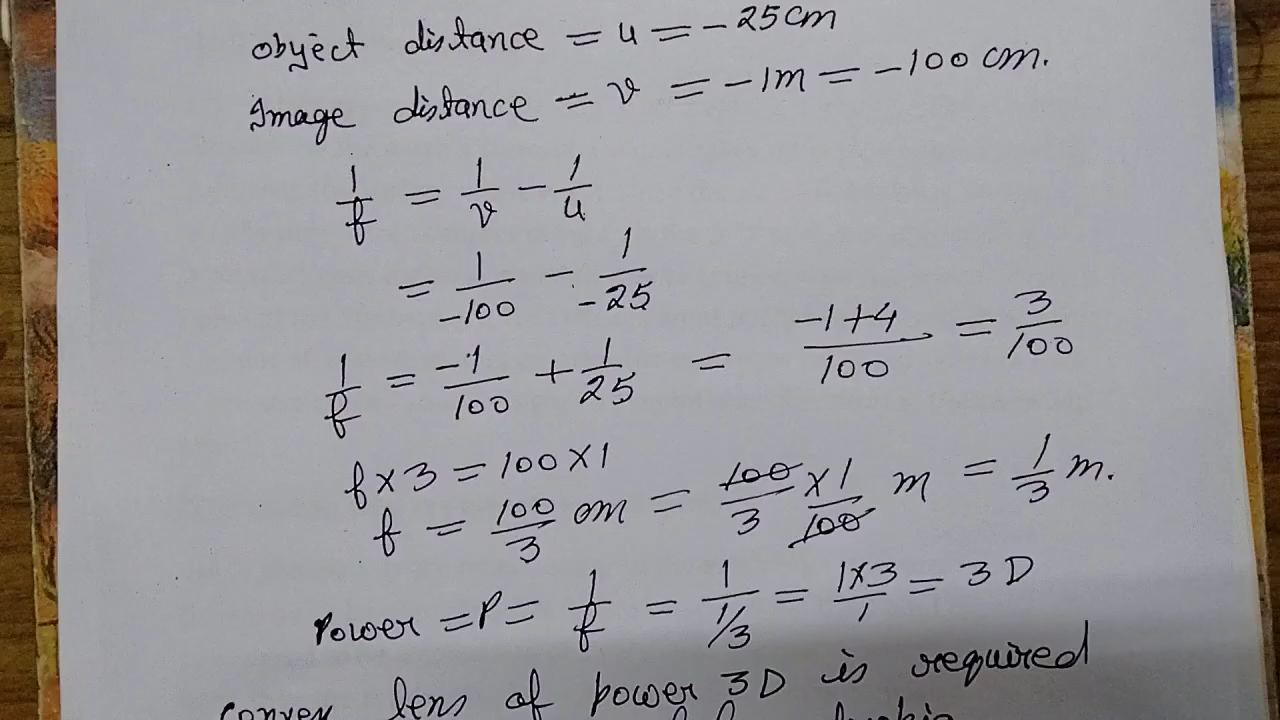 object distance = u = -25cm
Image distance = v = -1m = -100 cm.
1/f = 1/v - 1/u
= 1/-100 - 1/-25
1/f = -1/100 + 1/25 = -1+4/100 = 3/100
f×3 = 100×1
f = 100/3 cm = 100/3 × 1/100 m = 1/3 m.
Power = P = 1/f = 1/1/3 = 1×3/1 = 3 D
Convex lens of power 3D is required